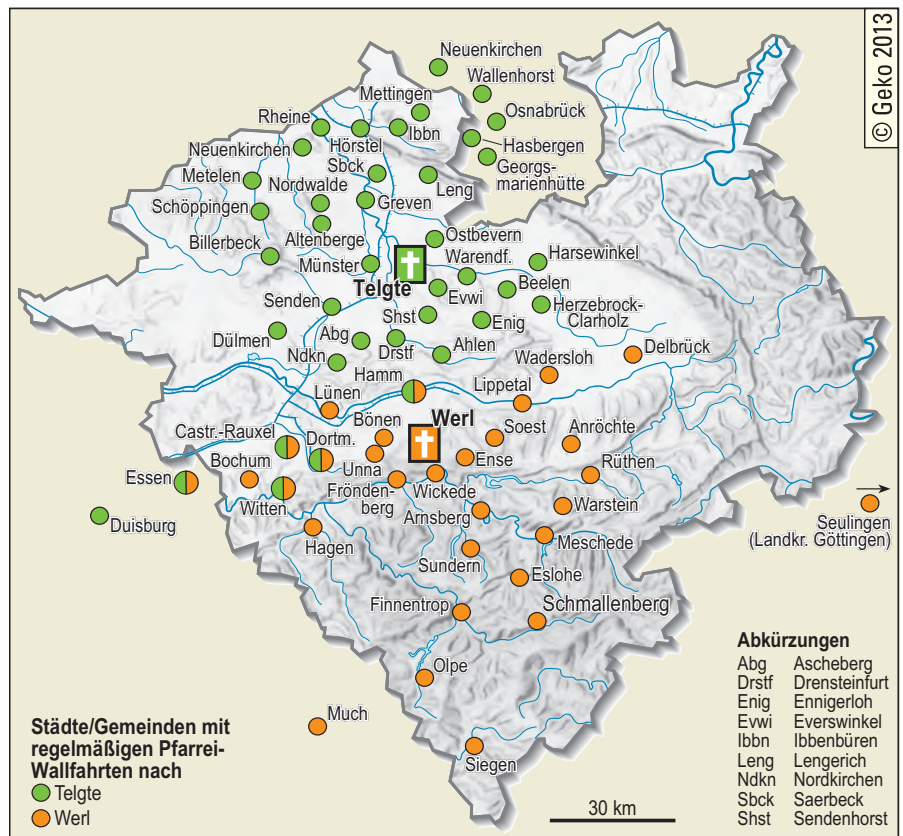 © Geko 2013
Neuenkirchen
Wallenhorst
Mettingen
Osnabrück
Rheine
Ibbn
Hörstel
Hasbergen
Neuenkirchen
Georgs-
marienhütte
Sbck
Metelen
Nordwalde
Leng
Schöppingen
Greven
Altenberge
Ostbevern
Billerbeck
Münster
Warendf.
Harsewinkel
Telgte
Beelen
Evwi
Senden
Herzebrock-
Clarholz
Shst
Enig
Dülmen
Abg
Drstf
Ahlen
Ndkn
Wadersloh
Delbrück
Hamm
Lippetal
Lünen
Bönen
Werl
Soest
Anröchte
Castr.-Rauxel
Dortm.
Unna
Ense
Rüthen
Essen
Bochum
Witten
Frönden-
berg
Wickede
Arnsberg
Warstein
Duisburg
Seulingen
(Landkr. Göttingen)
Hagen
Meschede
Sundern
Eslohe
Finnentrop
Schmallenberg
Olpe
Much
Siegen
Städte/Gemeinden mit
regelmäßigen Pfarrei-
Wallfahrten nach
Telgte
Werl
30 km
Abkürzungen
Abg Ascheberg
Drstf Drensteinfurt
Enig Ennigerloh
Evwi Everswinkel
Ibbn Ibbenbüren
Leng Lengerich
Ndkn Nordkirchen
Sbck Saerbeck
Shst Sendenhorst